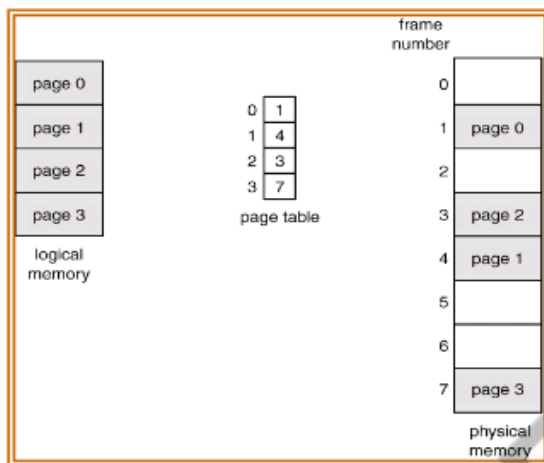 page 0
page 1
page 2
page 3
logical
memory
0 1
1 4
2 3
3 7
page table
frame
number
0
1 page 0
2
3 page 2
4 page 1
5
6
7 page 3
physical
memory